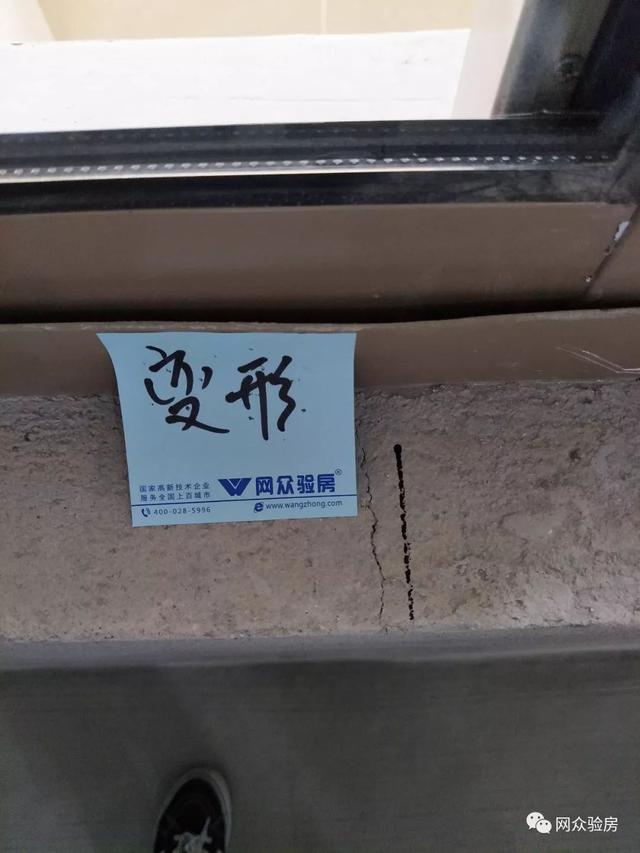 变形
国家高新技术企业
服务全国上百城市
网众验房®
400-028-5996
www.wangzhong.com
网众验房